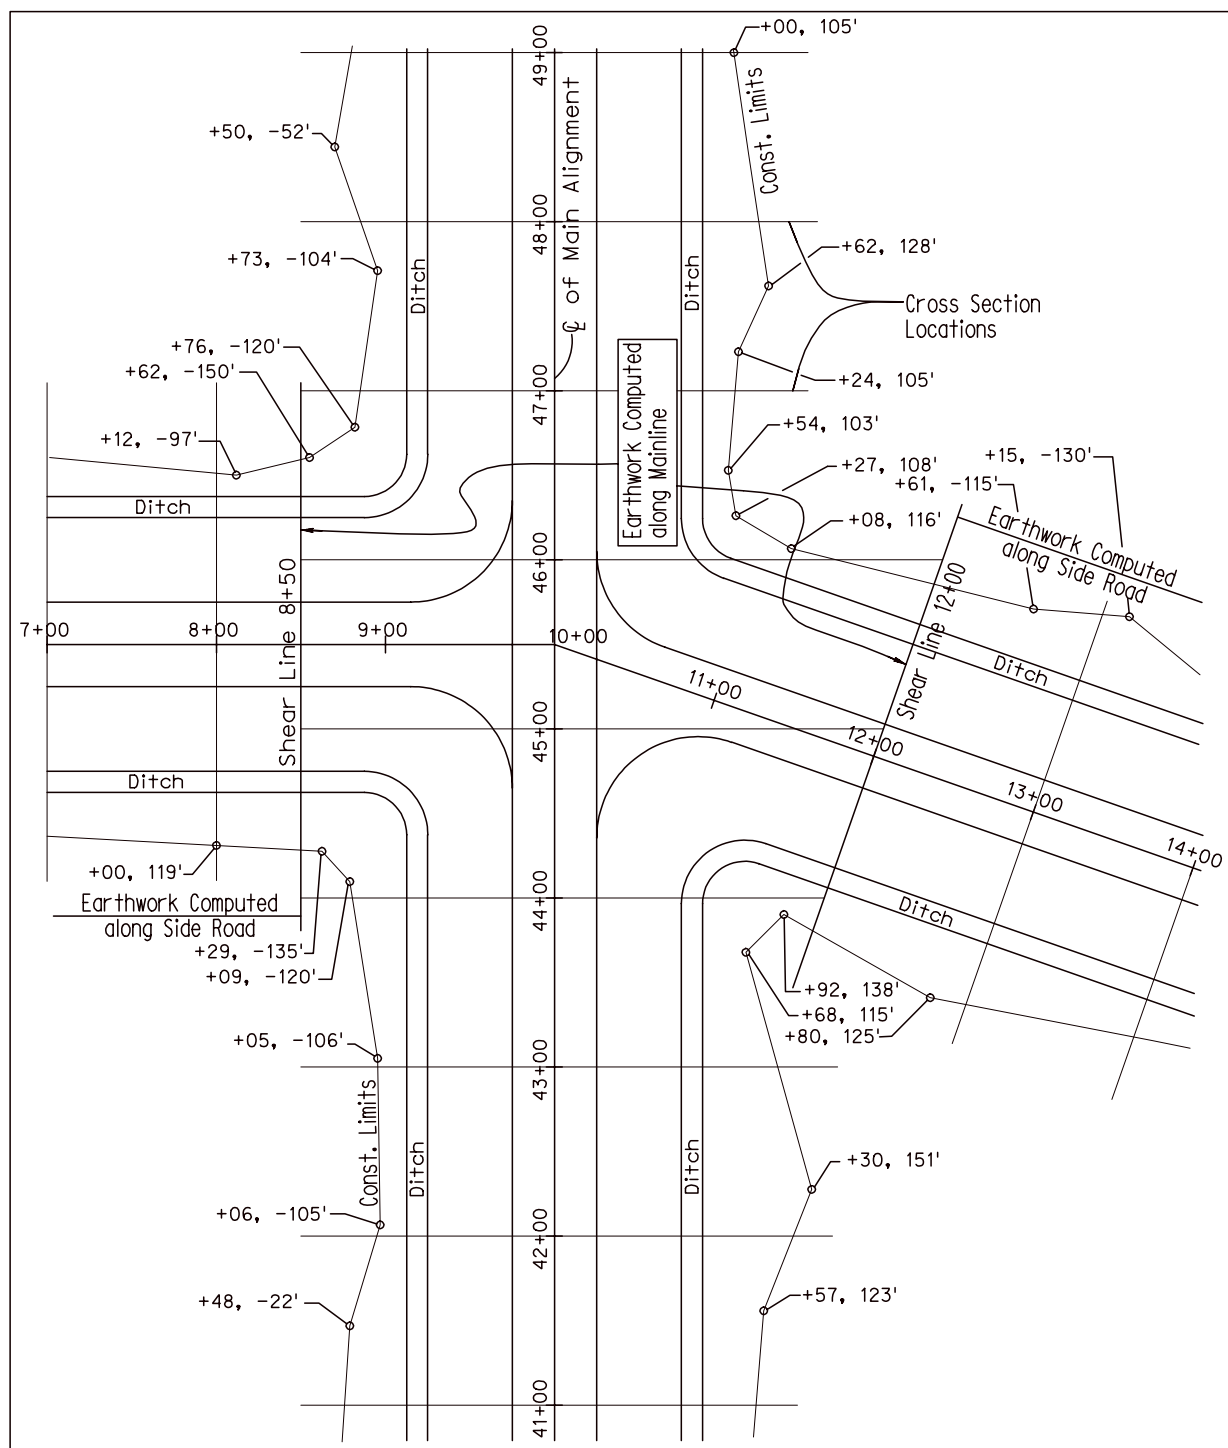 +00, 105'
49+00
Const. Limits
℄ of Main Alignment
+50, -52'
48+00
+62, 128'
+73, -104'
Ditch
Ditch
Cross Section
Locations
+76, -120'
+62, -150'
47+00
+24, 105'
Earthwork Computed
along Mainline
+12, -97'
+54, 103'
+15, -130'
+27, 108'
+61, -115'
Ditch
+08, 116'
Earthwork Computed
along Side Road
46+00
Shear Line 8+50
Shear Line 12+00
7+00
8+00
9+00
10+00
Ditch
11+00
45+00
12+00
Ditch
13+00
14+00
+00, 119'
44+00
Ditch
Earthwork Computed
along Side Road
+29, -135'
+09, -120'
+92, 138'
+68, 115'
+80, 125'
+05, -106'
43+00
Const. Limits
Ditch
Ditch
+30, 151'
+06, -105'
42+00
+48, -22'
+57, 123'
41+00